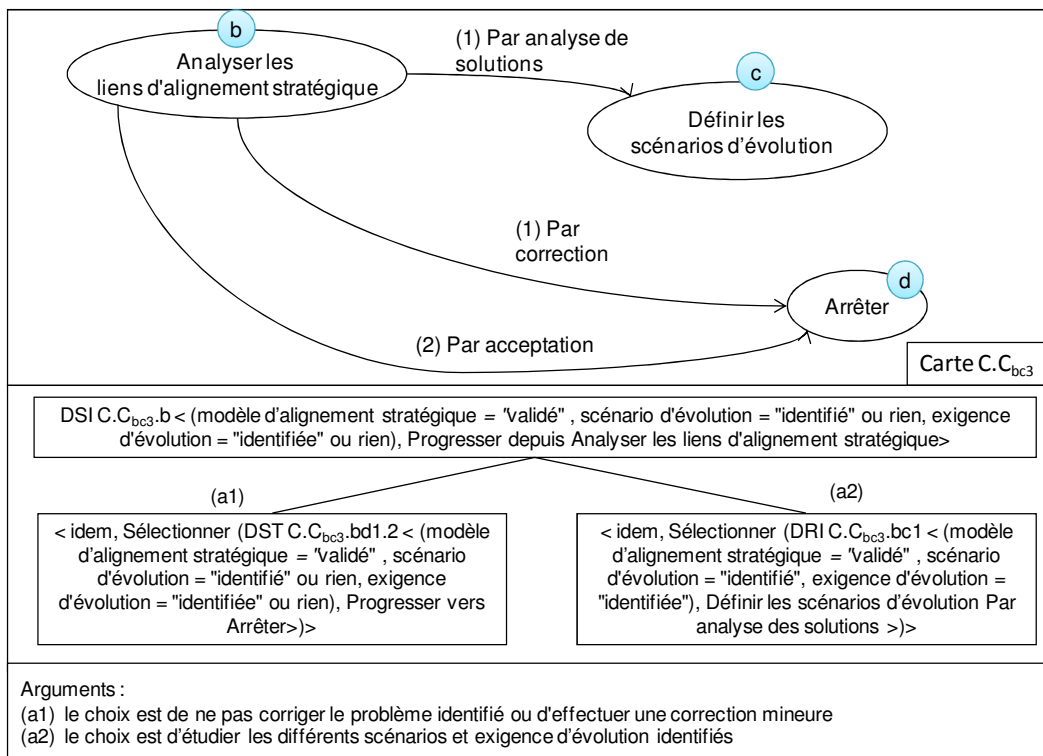 b
Analyser les
liens d'alignement stratégique
(1) Par analyse de
solutions
c
Définir les
scénarios d'évolution
(1) Par
correction
d
Arrêter
(2) Par acceptation
Carte C.Cbc3
DSI C.Cbc3.b < (modèle d'alignement stratégique = "validé" , scénario d'évolution = "identifié" ou rien, exigence
d'évolution = "identifiée" ou rien), Progresser depuis Analyser les liens d'alignement stratégique>
(a1)
(a2)
< idem, Sélectionner (DST C.Cbc3.bd1.2 < (modèle
d'alignement stratégique = "validé" , scénario
d'évolution = "identifié" ou rien, exigence
d'évolution = "identifiée" ou rien), Progresser vers
Arrêter>)>
< idem, Sélectionner (DRI C.Cbc3.bc1 < (modèle
d'alignement stratégique = "validé" , scénario
d'évolution = "identifié", exigence d'évolution =
"identifiée"), Définir les scénarios d'évolution Par
analyse des solutions >)>
Arguments :
(a1) le choix est de ne pas corriger le problème identifié ou d'effectuer une correction mineure
(a2) le choix est d'étudier les différents scénarios et exigence d'évolution identifiés